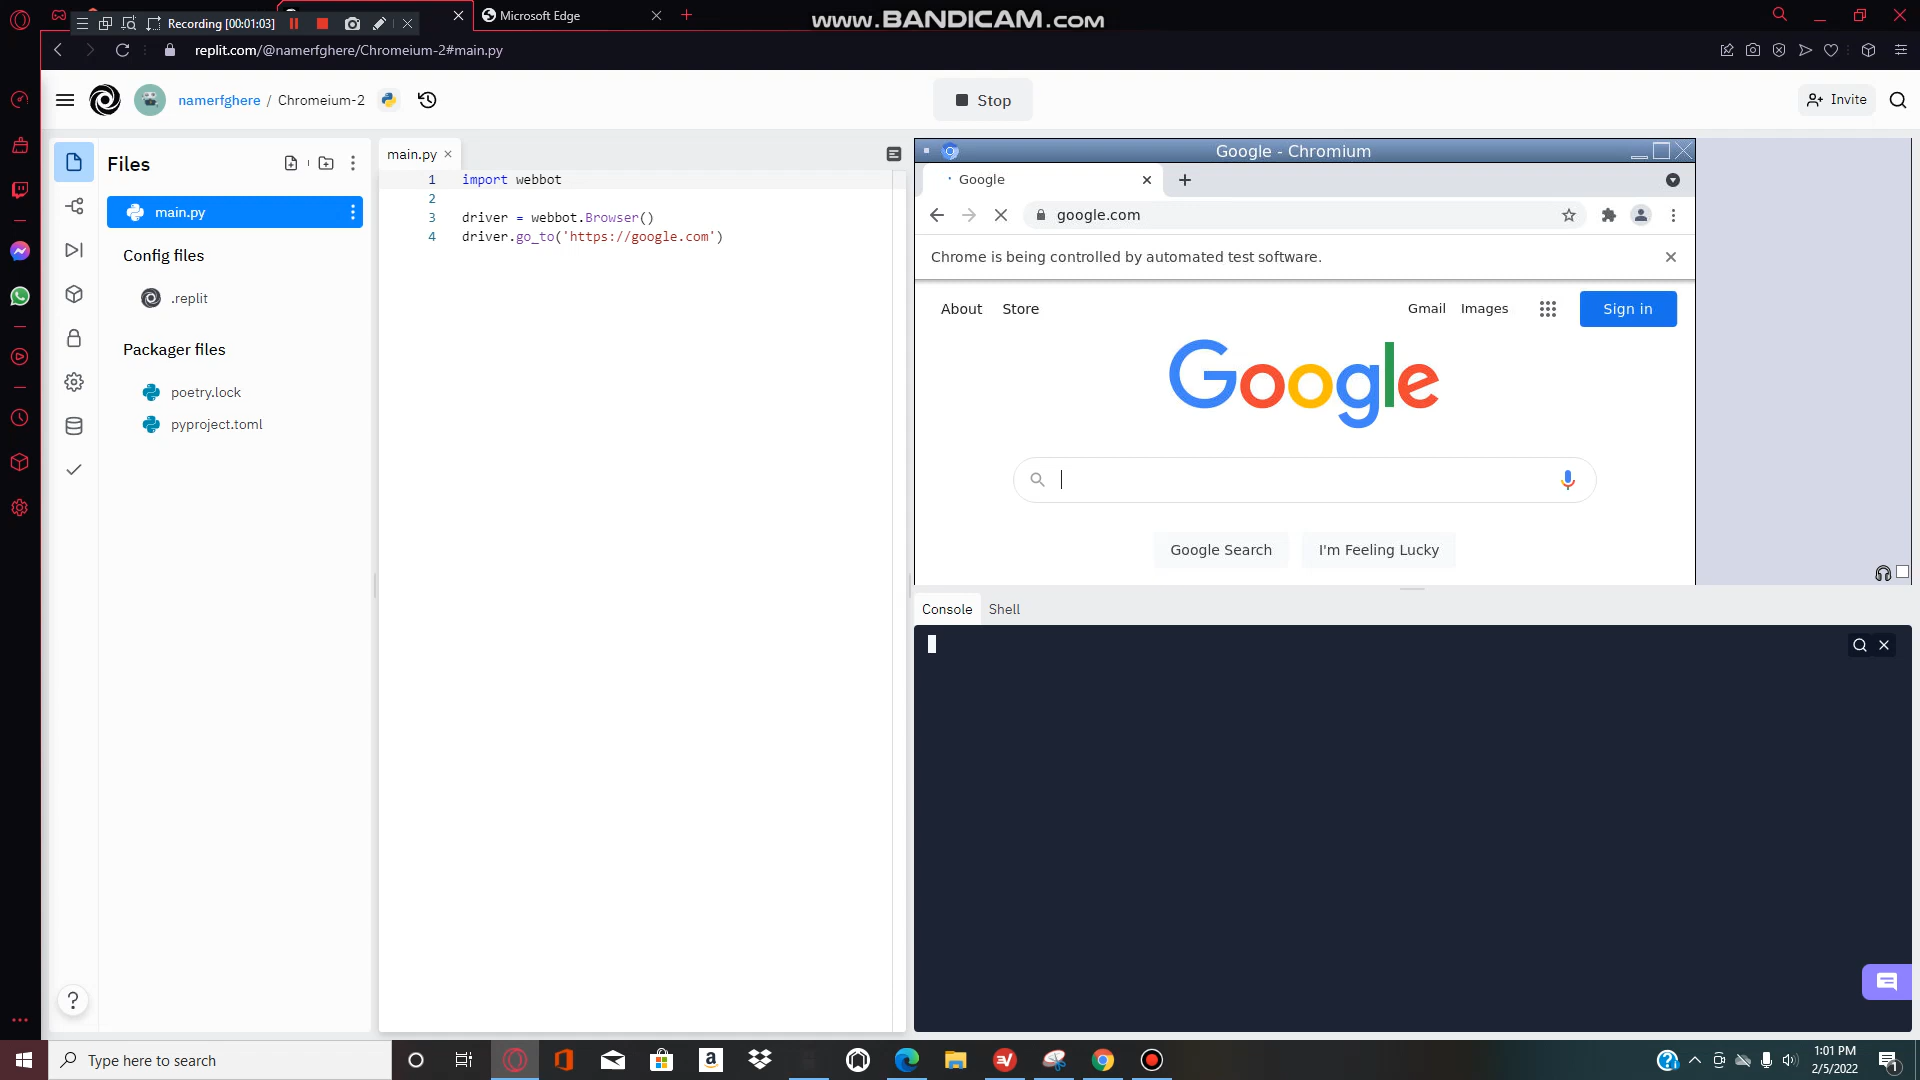 Recording [00:01:03]
Microsoft Edge
www.BANDICAM.com
replit.com/@namerfghere/Chromeium-2#main.py
namerfghere / Chromeium-2
Stop
Invite
Files
main.py
Config files
.replit
Packager files
poetry.lock
pyproject.toml
main.py
1 import webbot
2
3 driver = webbot.Browser()
4 driver.go_to('https://google.com')
Google - Chromium
Google
google.com
Chrome is being controlled by automated test software.
About Store Gmail Images Sign in
Google
Google Search I'm Feeling Lucky
Console Shell
?
Type here to search
1:01 PM
2/5/2022
1